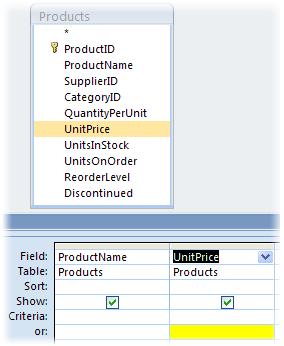 Products
*
ProductID
ProductName
SupplierID
CategoryID
QuantityPerUnit
UnitPrice
UnitsInStock
UnitsOnOrder
ReorderLevel
Discontinued
Field: ProductName UnitPrice
Table: Products Products
Sort:
Show:
Criteria:
or: